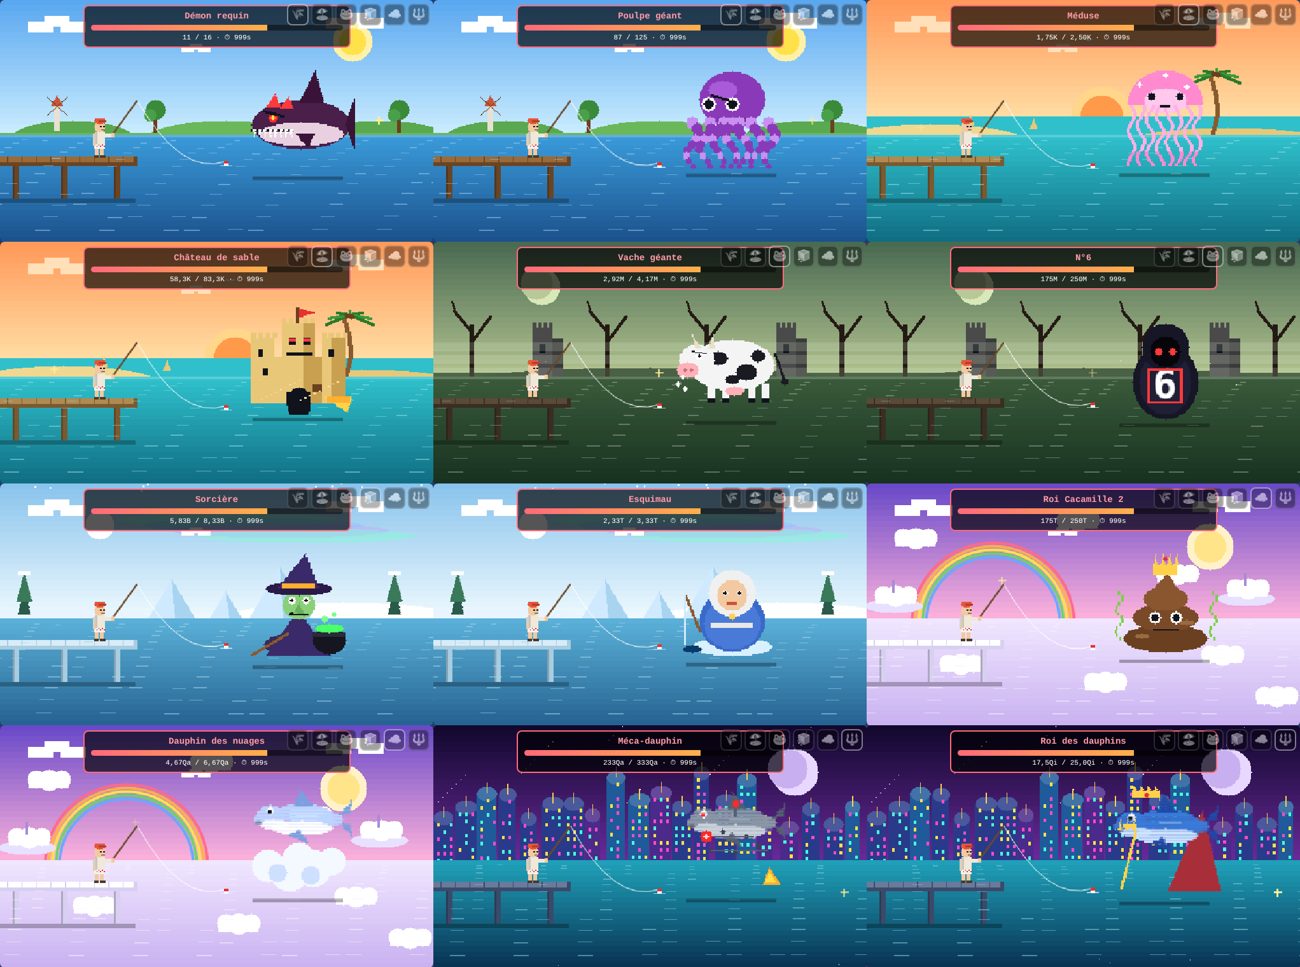 Démon requin
11 / 16 · ⏱ 999s
Poulpe géant
87 / 125 · ⏱ 999s
Méduse
1,75K / 2,50K · ⏱ 999s
Château de sable
58,3K / 83,3K · ⏱ 999s
Vache géante
2,92M / 4,17M · ⏱ 999s
N°6
175M / 250M · ⏱ 999s
6
Sorcière
5,83B / 8,33B · ⏱ 999s
Esquimau
2,33T / 3,33T · ⏱ 999s
Roi Cacamille 2
175T / 250T · ⏱ 999s
Dauphin des nuages
4,67Qa / 6,67Qa · ⏱ 999s
Méca-dauphin
233Qa / 333Qa · ⏱ 999s
Roi des dauphins
17,5Qi / 25,0Qi · ⏱ 999s